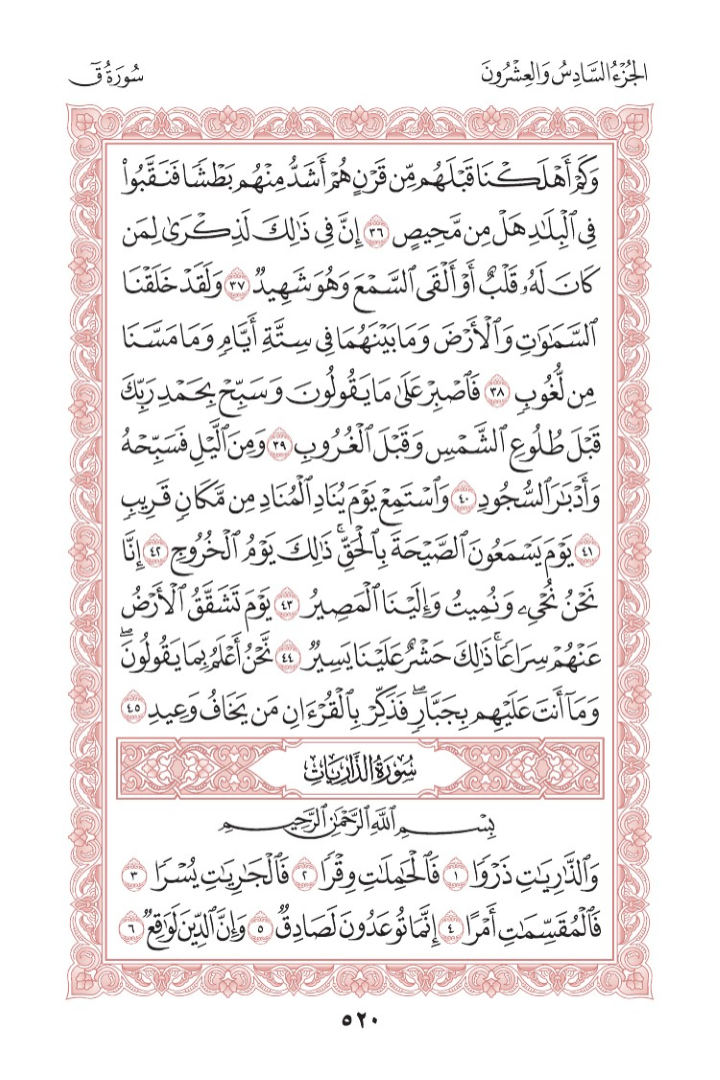 الجُزْءُ السَّادِسُ وَالعِشْرُونَ
سُورَةُ قٓ
وَكَمْ أَهْلَكْنَا قَبْلَهُم مِّن قَرْنٍ هُمْ أَشَدُّ مِنْهُم بَطْشًا فَنَقَّبُوا۟
فِى ٱلْبِلَٰدِ هَلْ مِن مَّحِيصٍ ٣٦ إِنَّ فِى ذَٰلِكَ لَذِكْرَىٰ لِمَن
كَانَ لَهُۥ قَلْبٌ أَوْ أَلْقَى ٱلسَّمْعَ وَهُوَ شَهِيدٌ ٣٧ وَلَقَدْ خَلَقْنَا
ٱلسَّمَٰوَٰتِ وَٱلْأَرْضَ وَمَا بَيْنَهُمَا فِى سِتَّةِ أَيَّامٍ وَمَا مَسَّنَا
مِن لُّغُوبٍ ٣٨ فَٱصْبِرْ عَلَىٰ مَا يَقُولُونَ وَسَبِّحْ بِحَمْدِ رَبِّكَ
قَبْلَ طُلُوعِ ٱلشَّمْسِ وَقَبْلَ ٱلْغُرُوبِ ٣٩ وَمِنَ ٱلَّيْلِ فَسَبِّحْهُ
وَأَدْبَٰرَ ٱلسُّجُودِ ٤٠ وَٱسْتَمِعْ يَوْمَ يُنَادِ ٱلْمُنَادِ مِن مَّكَانٍ قَرِيبٍ
٤١ يَوْمَ يَسْمَعُونَ ٱلصَّيْحَةَ بِٱلْحَقِّ ۚ ذَٰلِكَ يَوْمُ ٱلْخُرُوجِ ٤٢ إِنَّا
نَحْنُ نُحْىِۦ وَنُمِيتُ وَإِلَيْنَا ٱلْمَصِيرُ ٤٣ يَوْمَ تَشَقَّقُ ٱلْأَرْضُ
عَنْهُمْ سِرَاعًا ۚ ذَٰلِكَ حَشْرٌ عَلَيْنَا يَسِيرٌ ٤٤ نَّحْنُ أَعْلَمُ بِمَا يَقُولُونَ ۖ
وَمَآ أَنتَ عَلَيْهِم بِجَبَّارٍ ۖ فَذَكِّرْ بِٱلْقُرْءَانِ مَن يَخَافُ وَعِيدِ ٤٥
سُورَةُ الذَّارِيَاتِ
بِسْمِ ٱللَّهِ ٱلرَّحْمَٰنِ ٱلرَّحِيمِ
وَٱلذَّٰرِيَٰتِ ذَرْوًا ١ فَٱلْحَٰمِلَٰتِ وِقْرًا ٢ فَٱلْجَٰرِيَٰتِ يُسْرًا ٣
فَٱلْمُقَسِّمَٰتِ أَمْرًا ٤ إِنَّمَا تُوعَدُونَ لَصَادِقٌ ٥ وَإِنَّ ٱلدِّينَ لَوَٰقِعٌ ٦
٥٢٠